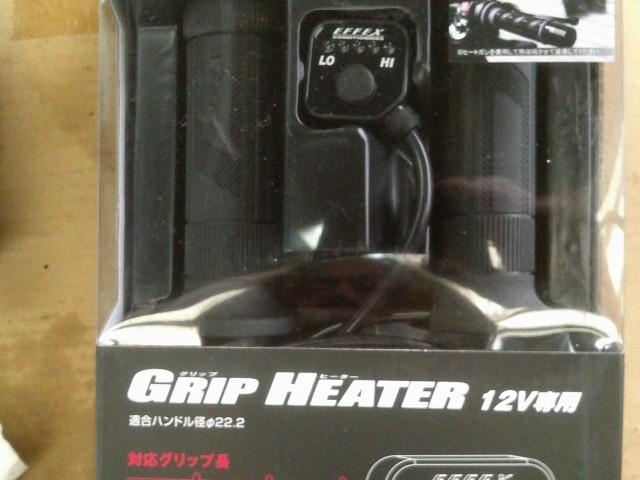 EFFEX
LO HI
グリップ ヒーター
GRIP HEATER 12V専用
適合ハンドル径φ22.2
対応グリップ長
EFFEX